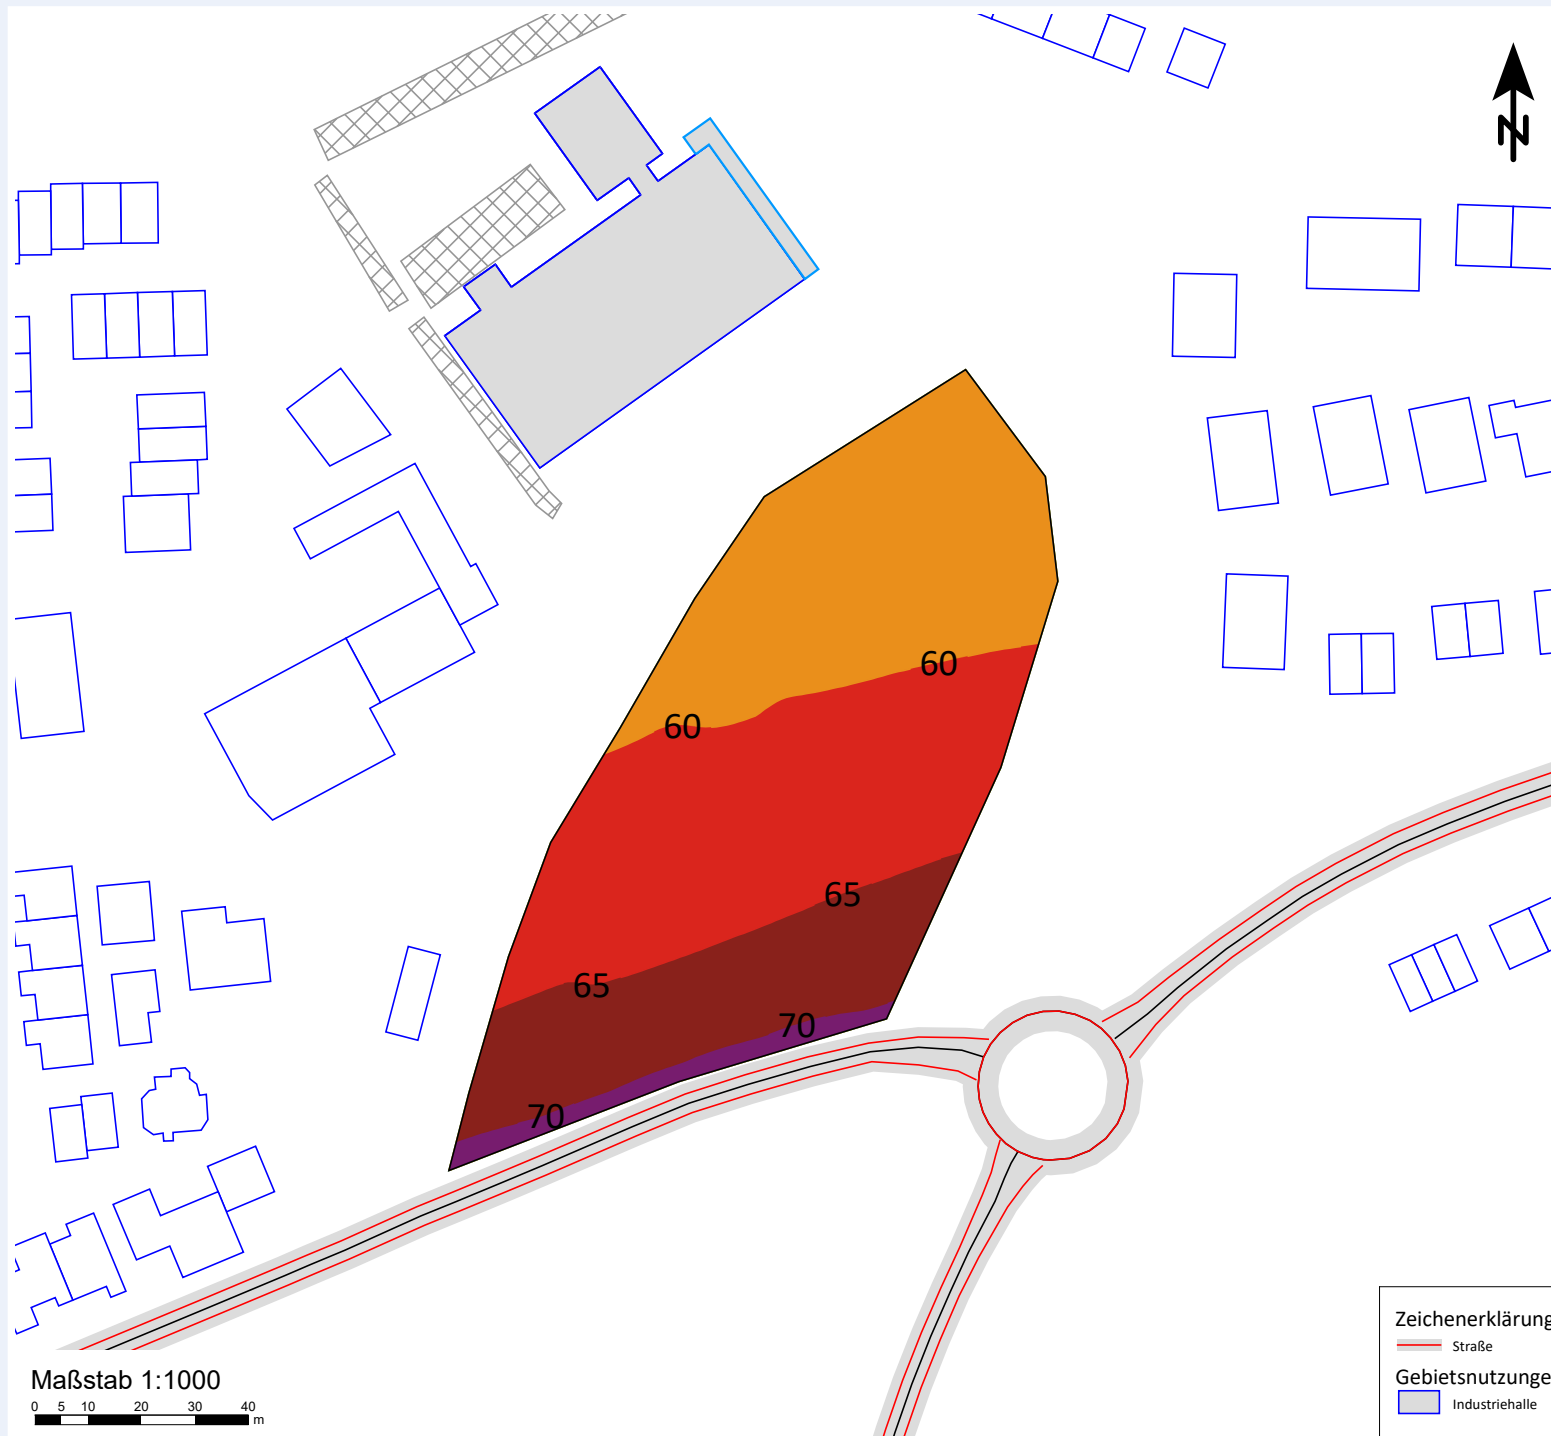 N
60
60
65
65
70
70
Zeichenerklärung
Straße
Gebietsnutzunge
Industriehalle
Maßstab 1:1000
0 5 10 20 30 40
m